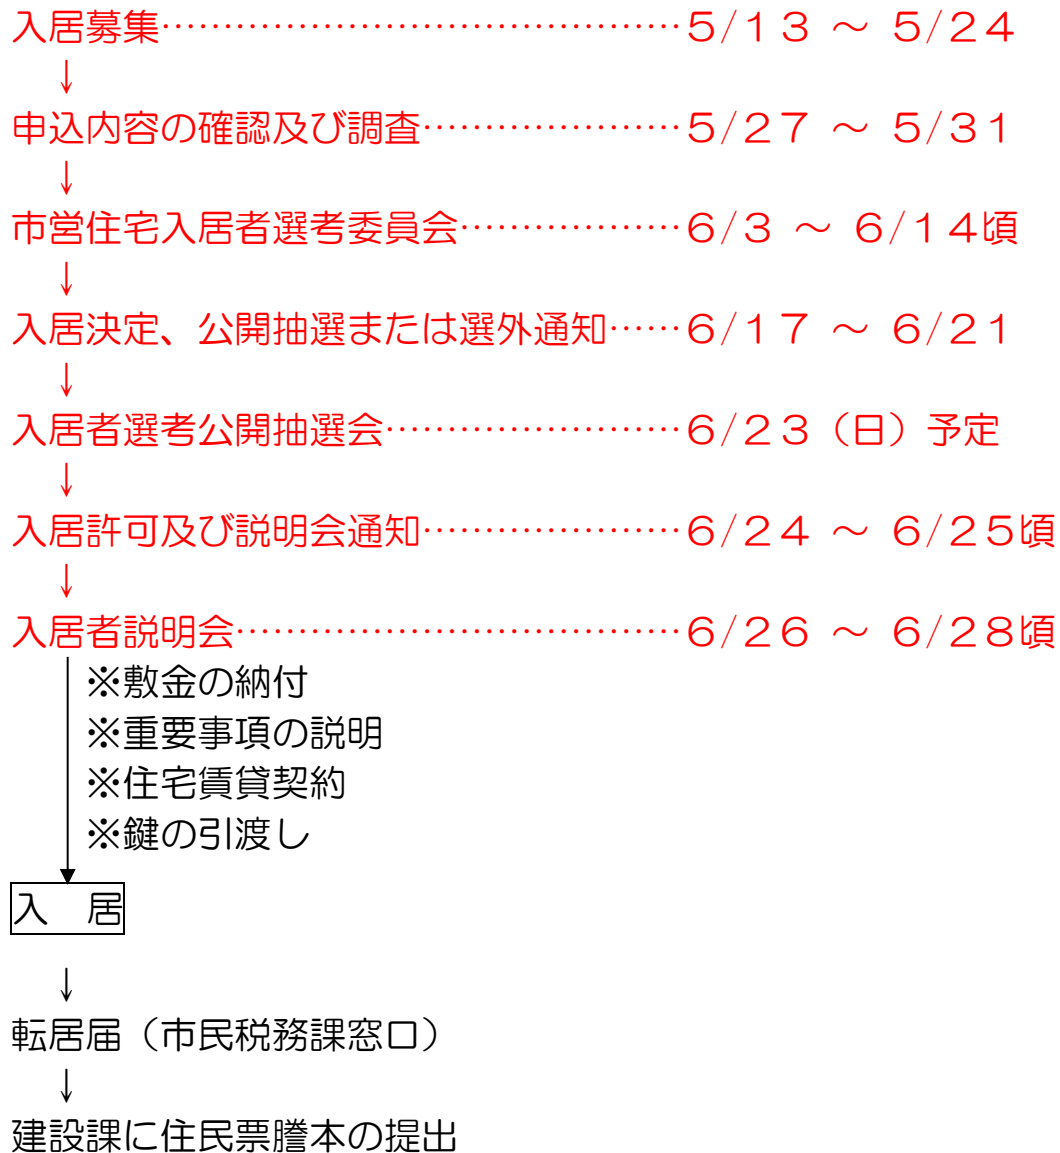 入居募集……………………………………５/１３ ～ ５/２４
↓
申込内容の確認及び調査…………………５/２７ ～ ５/３１
↓
市営住宅入居者選考委員会………………６/３ ～ ６/１４頃
↓
入居決定、公開抽選または選外通知……６/１７ ～ ６/２１
↓
入居者選考公開抽選会……………………６/２３（日）予定
↓
入居許可及び説明会通知…………………６/２４ ～ ６/２５頃
↓
入居者説明会………………………………６/２６ ～ ６/２８頃
※敷金の納付
※重要事項の説明
※住宅賃貸契約
※鍵の引渡し
入　居
↓
転居届（市民税務課窓口）
↓
建設課に住民票謄本の提出